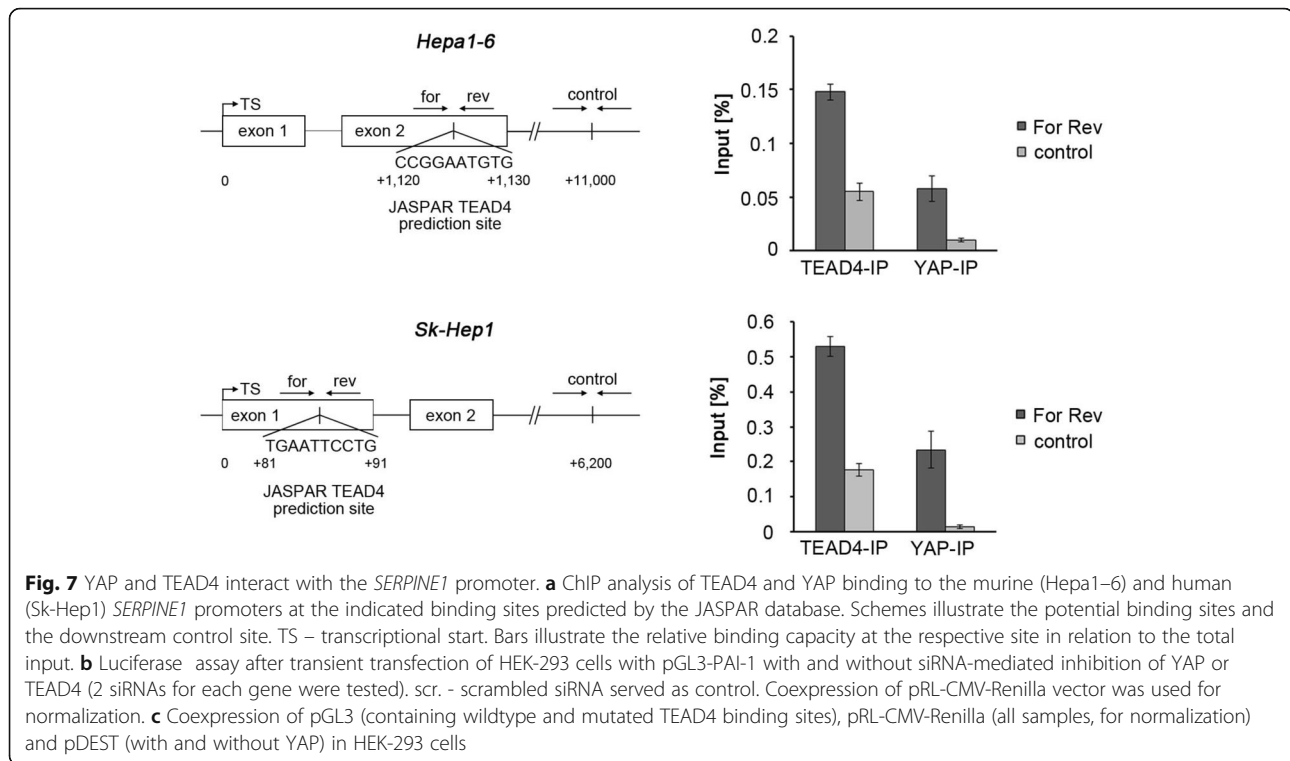 Hepa1-6
TS
for
rev
control
exon 1
exon 2
CCGGAATGTG
0
+1,120
+1,130
+11,000
JASPAR TEAD4
prediction site
0.2
0.15
0.1
0.05
0
Input [%]
TEAD4-IP
YAP-IP
For Rev
control
Sk-Hep1
TS
for
rev
control
exon 1
exon 2
TGAATTCCTG
0
+81
+91
+6,200
JASPAR TEAD4
prediction site
0.6
0.5
0.4
0.3
0.2
0.1
0
Input [%]
TEAD4-IP
YAP-IP
For Rev
control
Fig. 7 YAP and TEAD4 interact with the SERPINE1 promoter. a ChIP analysis of TEAD4 and YAP binding to the murine (Hepa1–6) and human
(Sk-Hep1) SERPINE1 promoters at the indicated binding sites predicted by the JASPAR database. Schemes illustrate the potential binding sites and
the downstream control site. TS – transcriptional start. Bars illustrate the relative binding capacity at the respective site in relation to the total
input. b Luciferase assay after transient transfection of HEK-293 cells with pGL3-PAI-1 with and without siRNA-mediated inhibition of YAP or
TEAD4 (2 siRNAs for each gene were tested). scr. - scrambled siRNA served as control. Coexpression of pRL-CMV-Renilla vector was used for
normalization. c Coexpression of pGL3 (containing wildtype and mutated TEAD4 binding sites), pRL-CMV-Renilla (all samples, for normalization)
and pDEST (with and without YAP) in HEK-293 cells